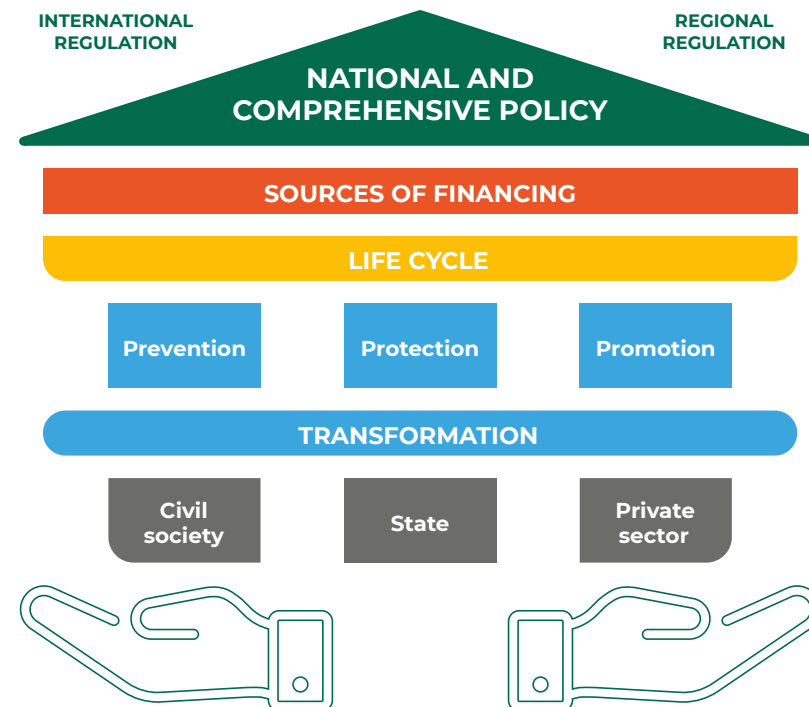 INTERNATIONAL
REGULATION
REGIONAL
REGULATION
NATIONAL AND
COMPREHENSIVE POLICY
SOURCES OF FINANCING
LIFE CYCLE
Prevention
Protection
Promotion
TRANSFORMATION
Civil
society
State
Private
sector